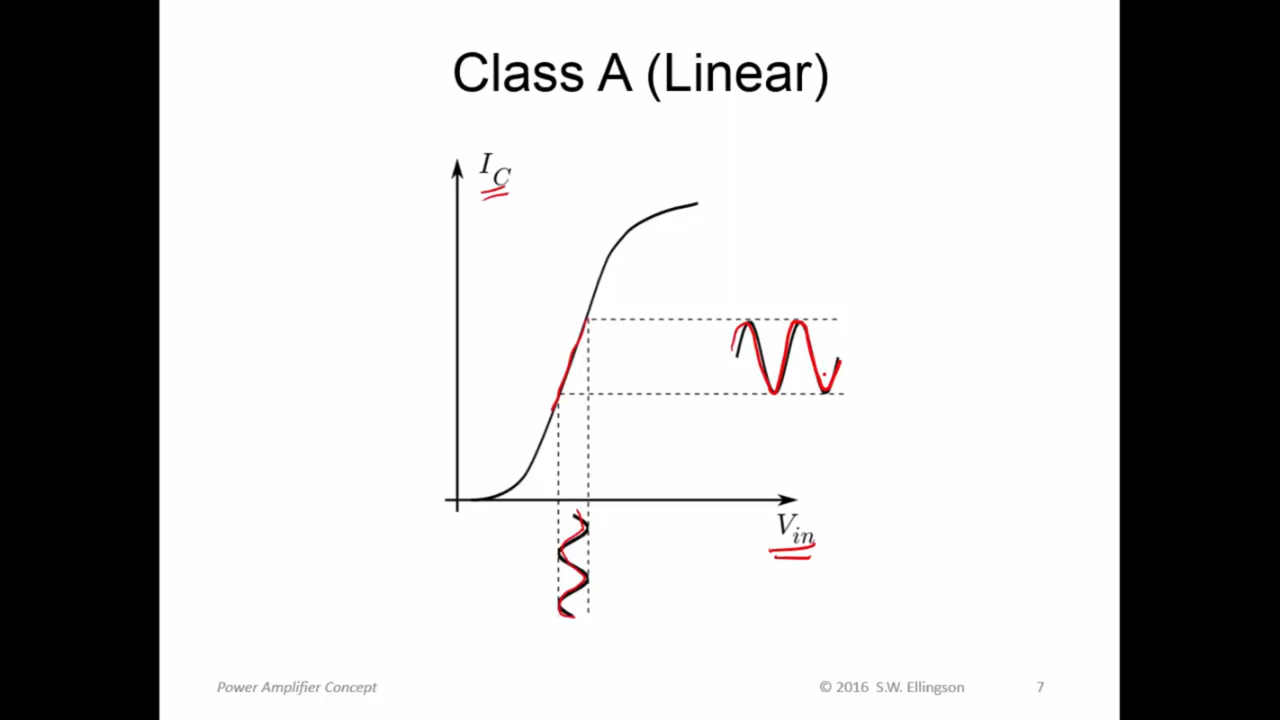 Class A (Linear)
I_C
V_in
Power Amplifier Concept
© 2016 S.W. Ellingson
7